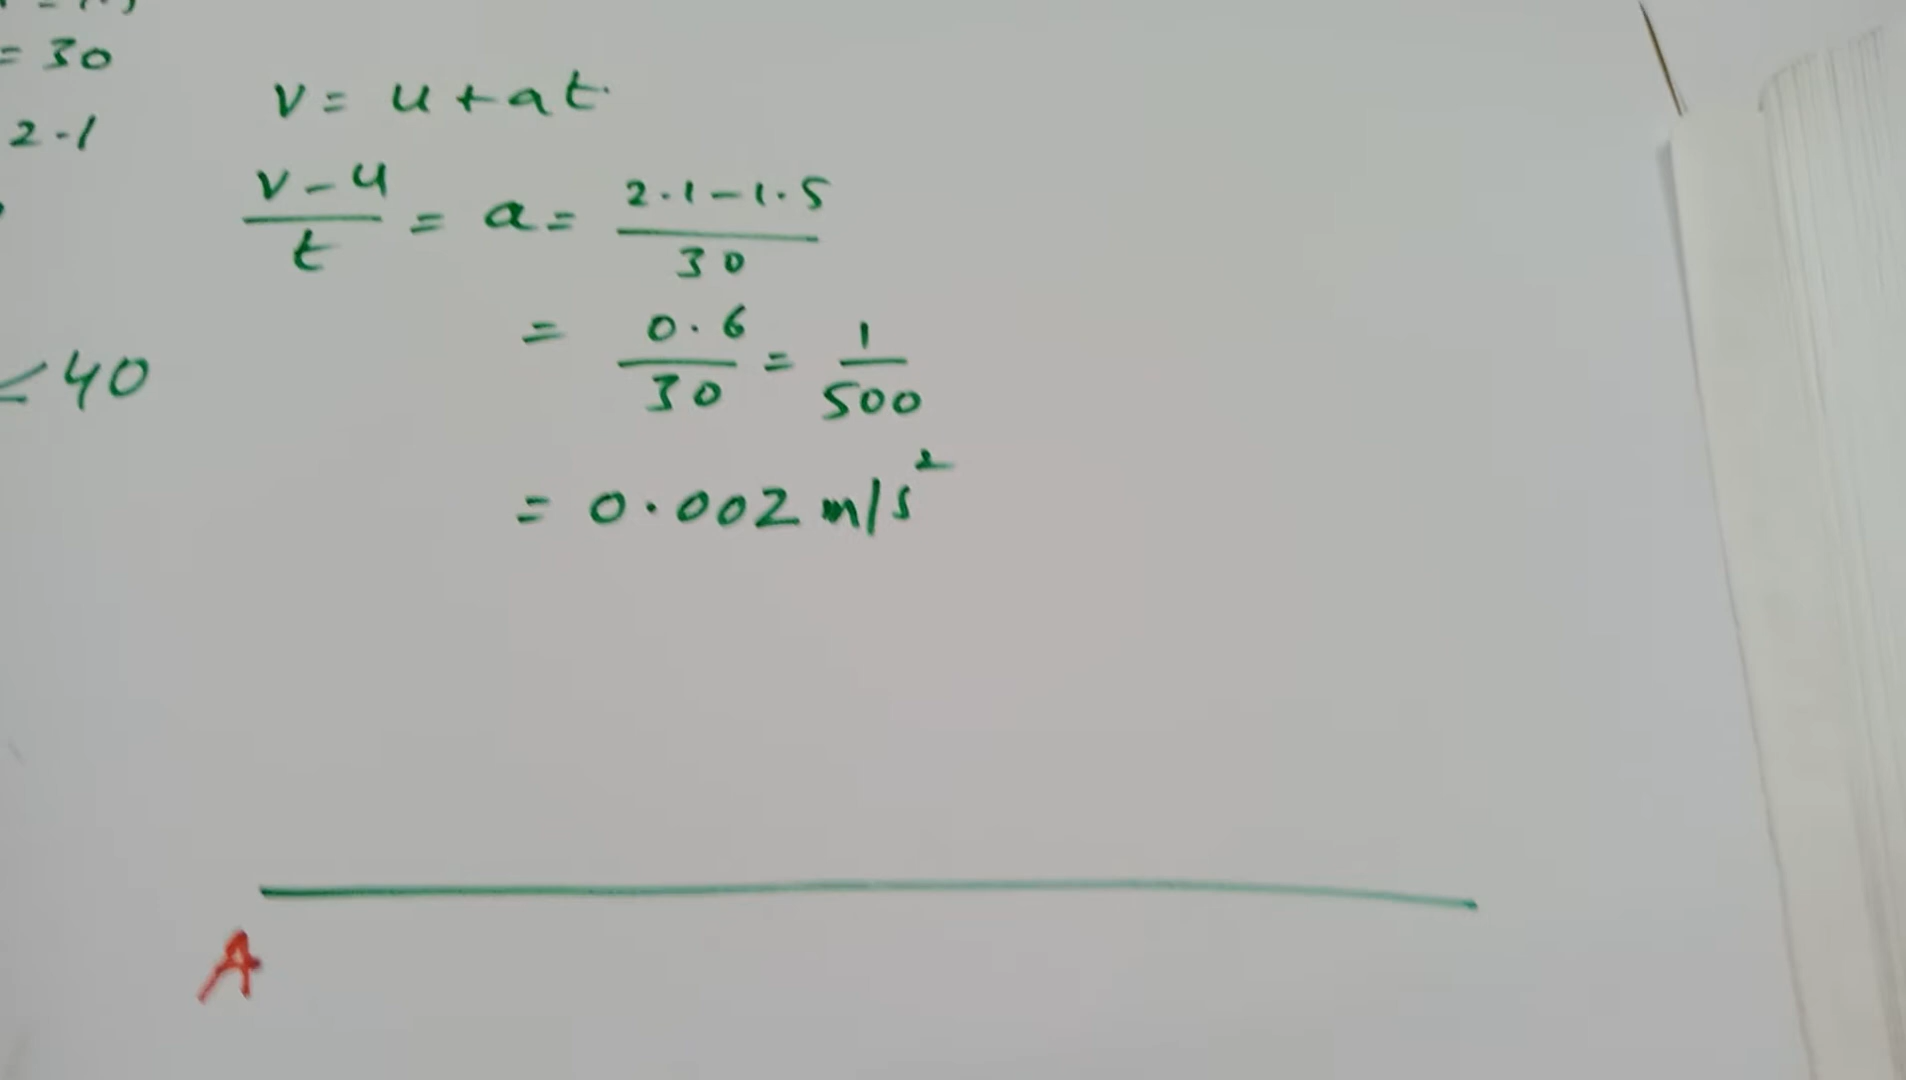 = 30
2.1
v = u + at
v - u / t = a = 2.1 - 1.5 / 30
= 0.6 / 30 = 1 / 500
= 0.002 m/s²
< 40
A